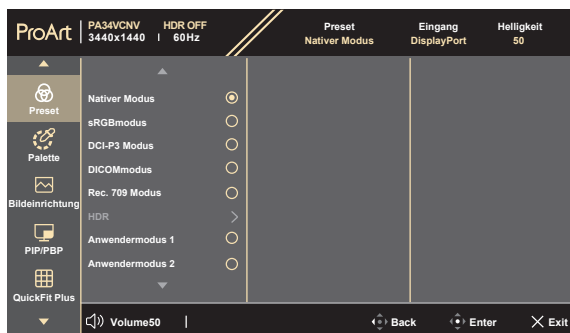 ProArt
PA34VCNV HDR OFF
3440x1440 | 60Hz
Preset
Nativer Modus
Eingang
DisplayPort
Helligkeit
50
Preset
Palette
Bildeinrichtung
PIP/PBP
QuickFit Plus
Nativer Modus
sRGBmodus
DCI-P3 Modus
DICOMmodus
Rec. 709 Modus
HDR
Anwendermodus 1
Anwendermodus 2
Volume50 |
Back
Enter
Exit